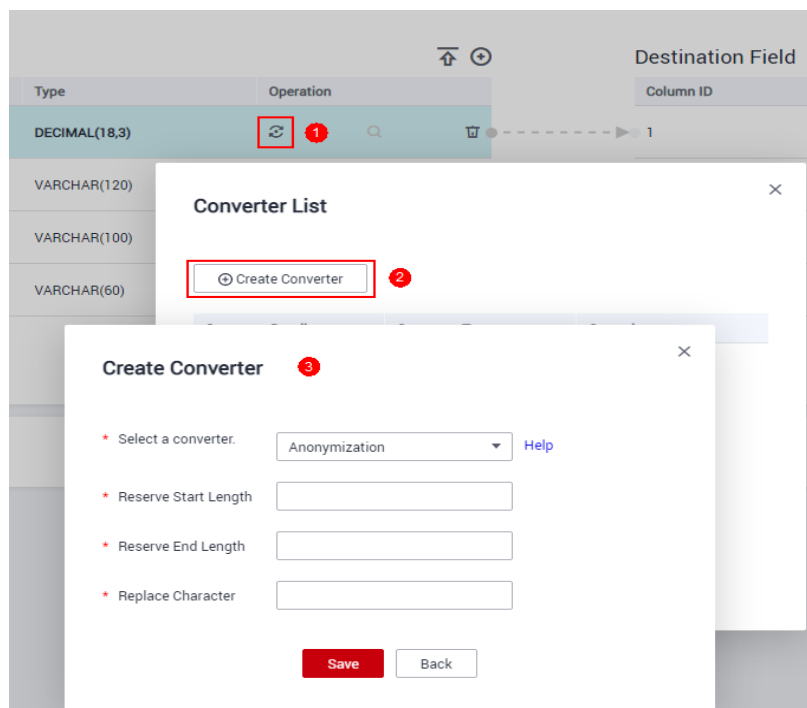 Destination Field
Type
Operation
Column ID
DECIMAL(18,3)
1
1
VARCHAR(120)
Converter List
VARCHAR(100)
Create Converter
2
VARCHAR(60)
Create Converter
3
* Select a converter.
Anonymization
Help
* Reserve Start Length
* Reserve End Length
* Replace Character
Save
Back